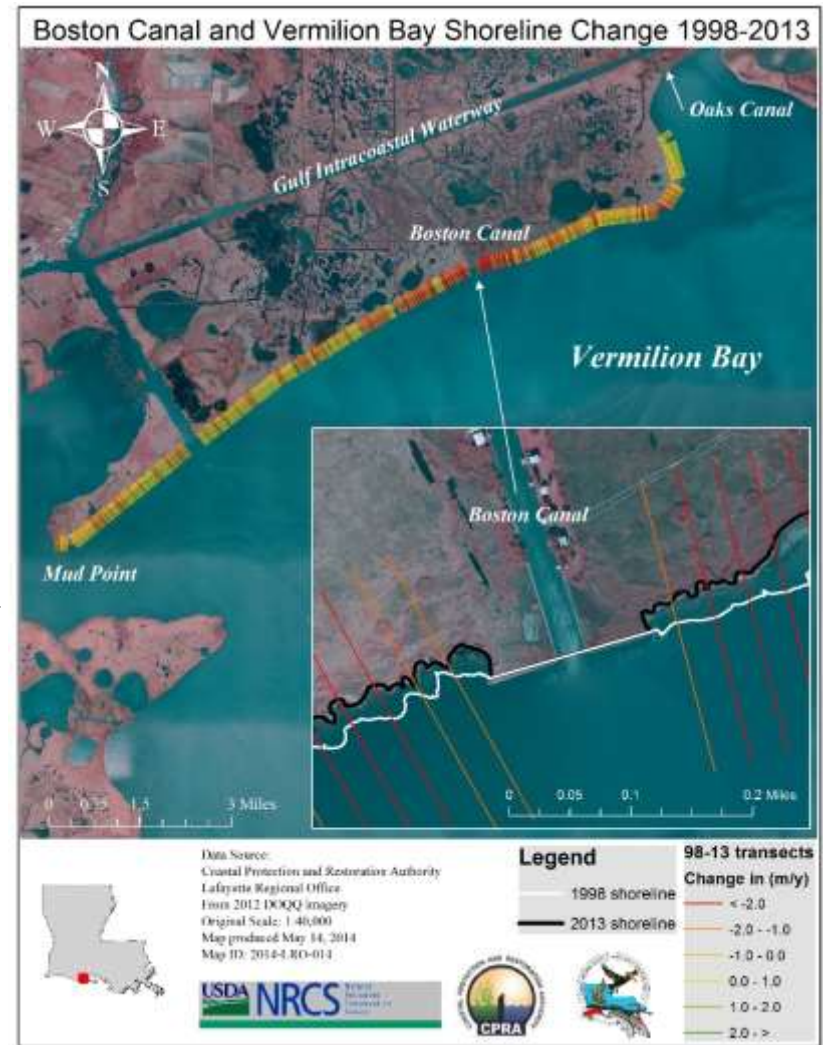 Boston Canal and Vermilion Bay Shoreline Change 1998-2013
N
W E
S
Oaks Canal
Gulf Intracoastal Waterway
Boston Canal
Vermilion Bay
Mud Point
Boston Canal
0 0.75 1.5 3 Miles
0 0.05 0.1 0.2 Miles
Data Source:
Coastal Protection and Restoration Authority
Lafayette Regional Office
From 2012 DOQQ imagery
Original Scale: 1:40,000
Map produced May 14, 2014
Map ID: 2014-LRO-014
Legend
1998 shoreline
2013 shoreline
98-13 transects
Change in (m/y)
< -2.0
-2.0 - -1.0
-1.0 - 0.0
0.0 - 1.0
1.0 - 2.0
2.0 - >
USDA NRCS
CPRA